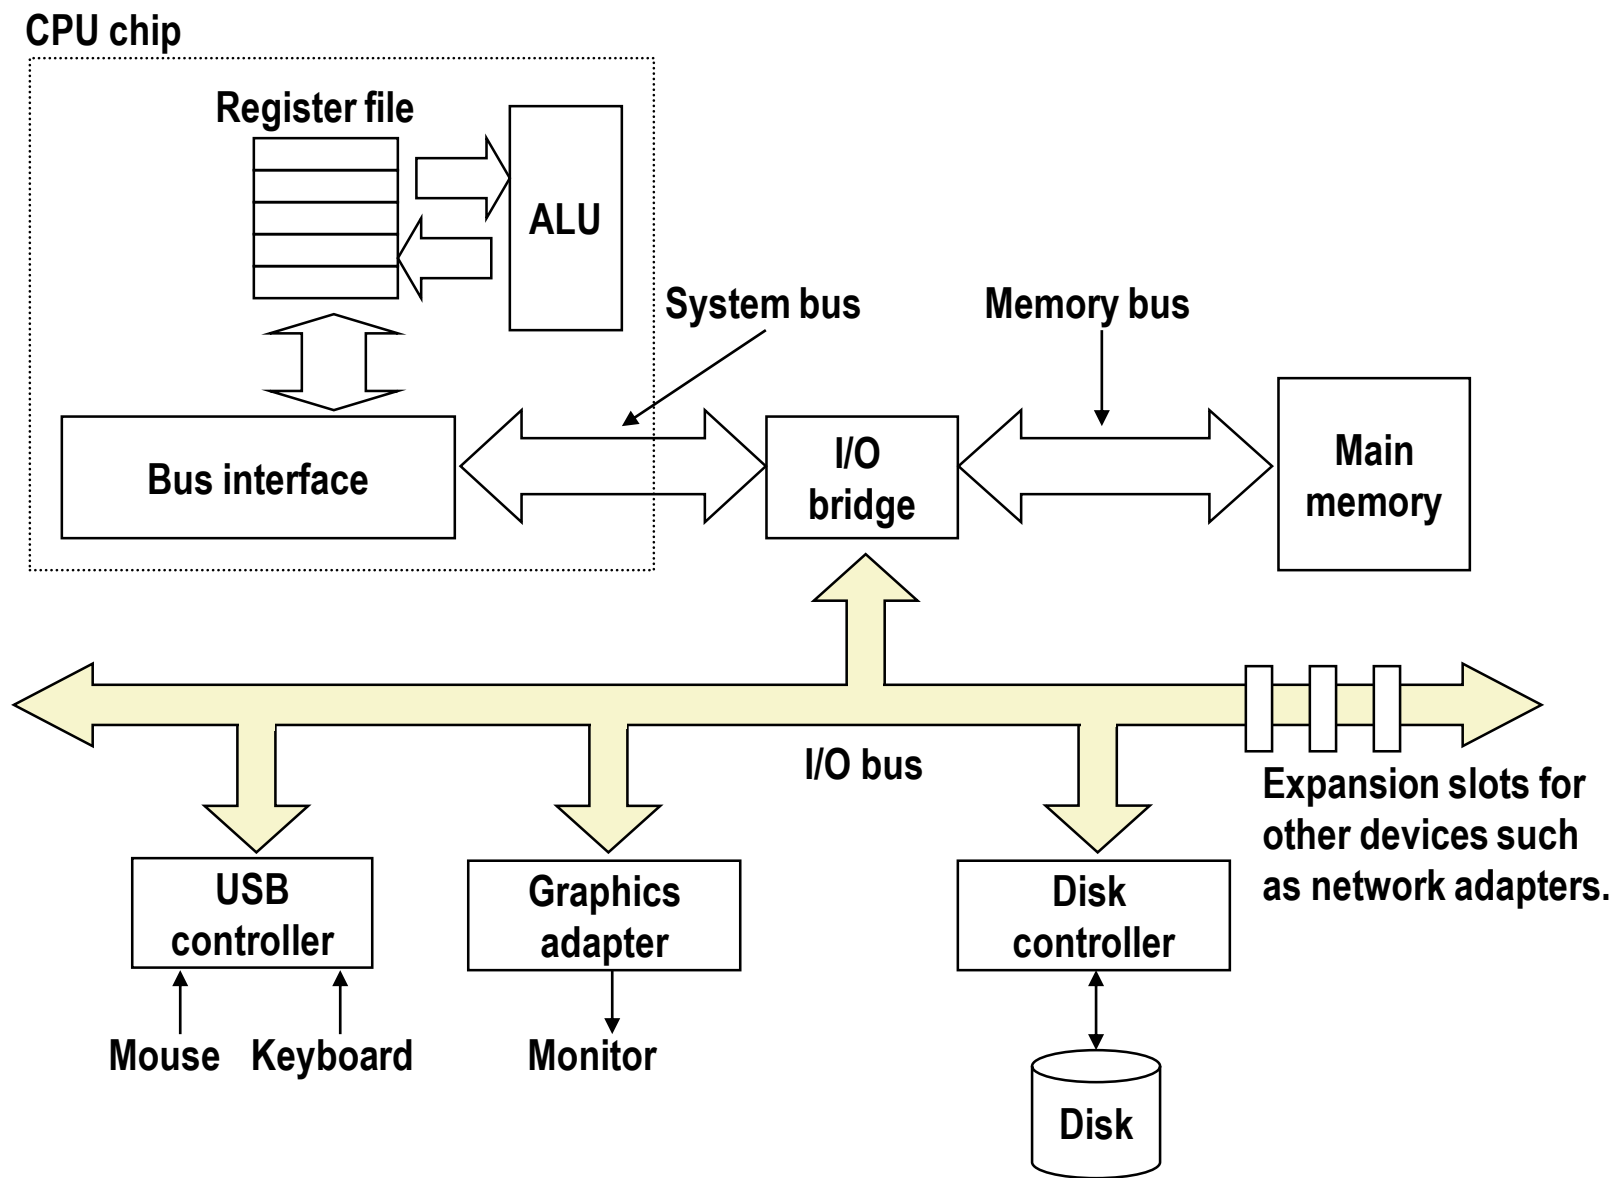 CPU chip
Register file
ALU
System bus
Memory bus
Bus interface
I/O
bridge
Main
memory
I/O bus
Expansion slots for
other devices such
as network adapters.
USB
controller
Graphics
adapter
Disk
controller
Mouse
Keyboard
Monitor
Disk